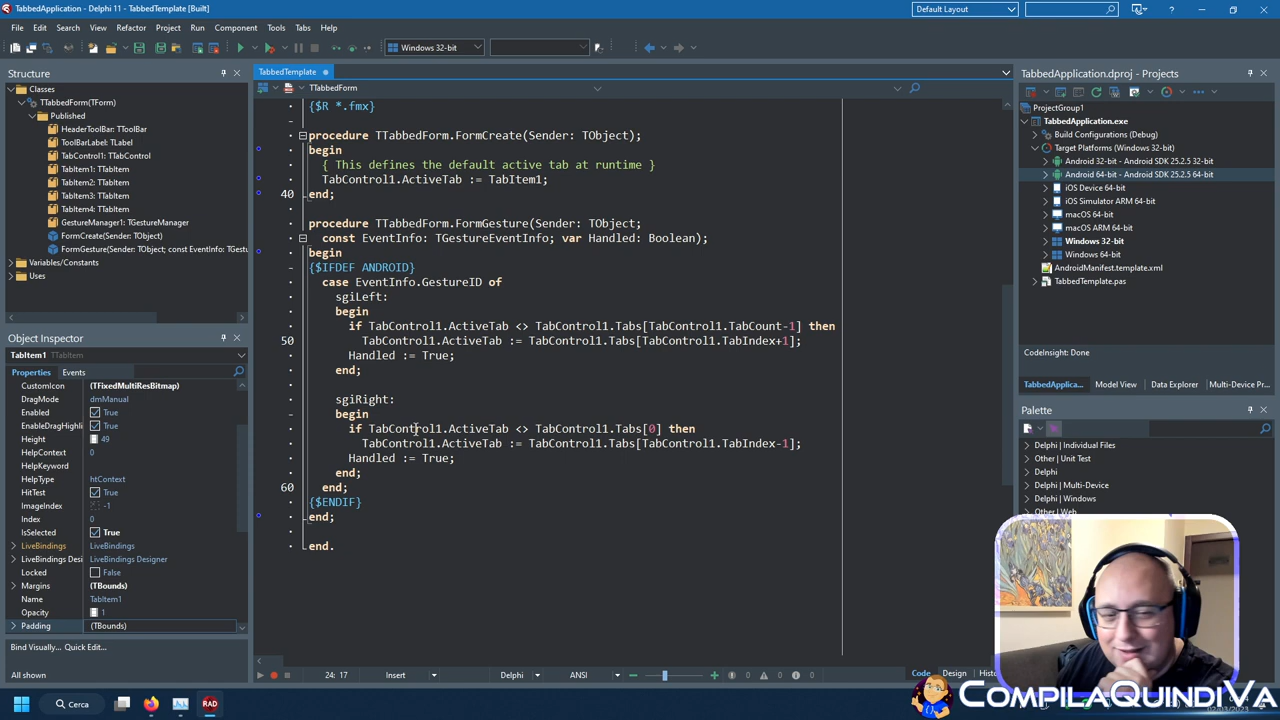 TabbedApplication - Delphi 11 - TabbedTemplate [Built]
Default Layout
File Edit Search View Refactor Project Run Component Tools Tabs Help
Windows 32-bit
Structure
Classes
TTabbedForm(TForm)
Published
HeaderToolBar: TToolBar
ToolBarLabel: TLabel
TabControl1: TTabControl
TabItem1: TTabItem
TabItem2: TTabItem
TabItem3: TTabItem
TabItem4: TTabItem
GestureManager1: TGestureManager
FormCreate(Sender: TObject)
FormGesture(Sender: TObject; const EventInfo: TGestu
Variables/Constants
Uses
Object Inspector
TabItem1 TTabItem
Properties Events
CustomIcon (TFixedMultiResBitmap)
DragMode dmManual
Enabled True
EnableDragHighli True
Height 49
HelpContext 0
HelpKeyword
HelpType htContext
HitTest True
ImageIndex -1
Index 0
IsSelected True
LiveBindings LiveBindings
LiveBindings Desi LiveBindings Designer
Locked False
Margins (TBounds)
Name TabItem1
Opacity 1
Padding (TBounds)
Bind Visually... Quick Edit...
All shown
TabbedTemplate
TTabbedForm
{$R *.fmx}
procedure TTabbedForm.FormCreate(Sender: TObject);
begin
{ This defines the default active tab at runtime }
TabControl1.ActiveTab := TabItem1;
40 end;
procedure TTabbedForm.FormGesture(Sender: TObject;
const EventInfo: TGestureEventInfo; var Handled: Boolean);
begin
{$IFDEF ANDROID}
case EventInfo.GestureID of
sgiLeft:
begin
if TabControl1.ActiveTab <> TabControl1.Tabs[TabControl1.TabCount-1] then
50 TabControl1.ActiveTab := TabControl1.Tabs[TabControl1.TabIndex+1];
Handled := True;
end;
sgiRight:
begin
if TabControl1.ActiveTab <> TabControl1.Tabs[0] then
TabControl1.ActiveTab := TabControl1.Tabs[TabControl1.TabIndex-1];
Handled := True;
end;
60 end;
{$ENDIF}
end;
end.
24: 17 Insert Delphi ANSI 0 0 0
Code Design Histo
TabbedApplication.dproj - Projects
ProjectGroup1
TabbedApplication.exe
Build Configurations (Debug)
Target Platforms (Windows 32-bit)
Android 32-bit - Android SDK 25.2.5 32-bit
Android 64-bit - Android SDK 25.2.5 64-bit
iOS Device 64-bit
iOS Simulator ARM 64-bit
macOS 64-bit
macOS ARM 64-bit
Windows 32-bit
Windows 64-bit
AndroidManifest.template.xml
TabbedTemplate.pas
CodeInsight: Done
TabbedApplica... Model View Data Explorer Multi-Device Pr...
Palette
Delphi | Individual Files
Other | Unit Test
Delphi
Delphi | Multi-Device
Delphi | Windows
Other | Web
Cerca
CompilaQuindiVa